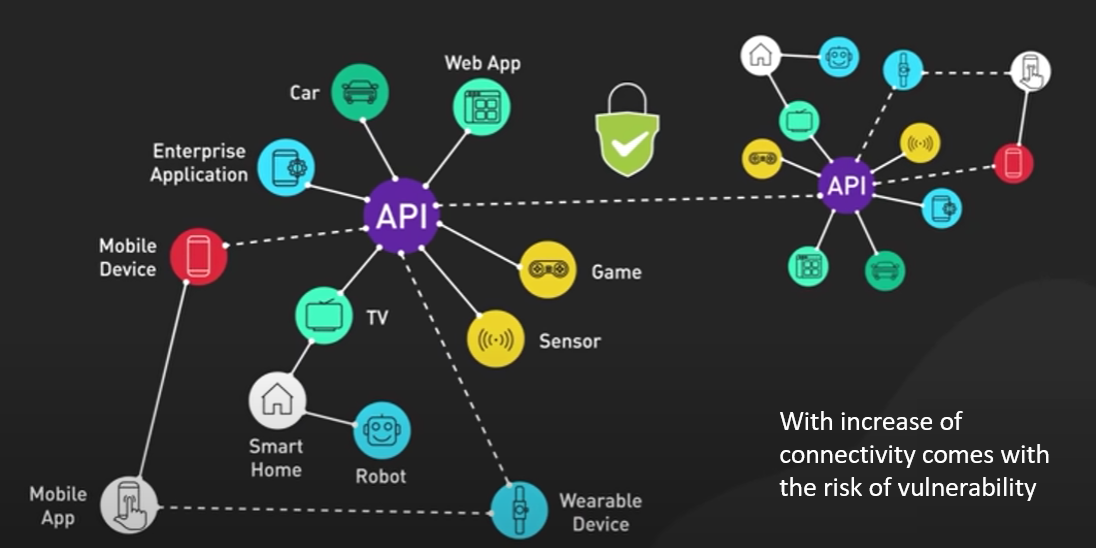 Web App
Car
Enterprise
Application
API
API
Mobile
Device
Game
TV
Sensor
Smart
Home
Robot
Mobile
App
Wearable
Device
With increase of
connectivity comes with
the risk of vulnerability